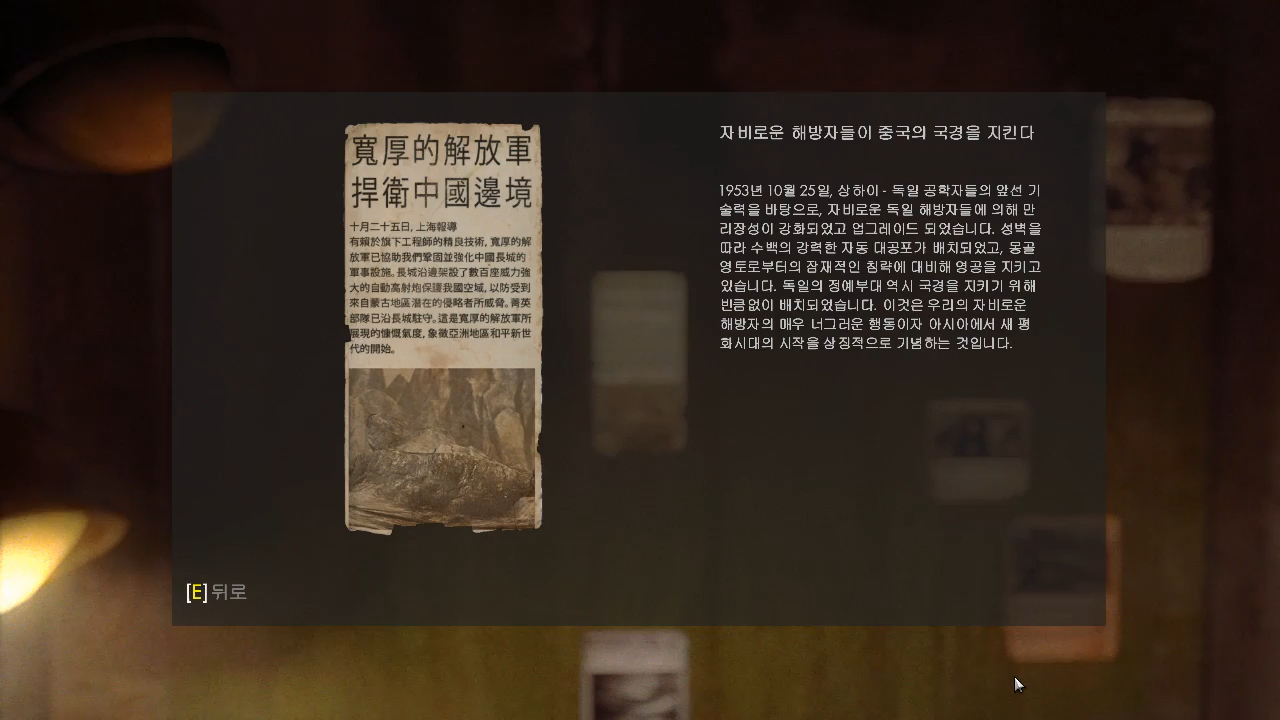 寬厚的解放軍
捍衛中國邊境
十月二十五日, 上海報導
有賴於旗下工程師的精良技術, 寬厚的解
放軍已協助我們鞏固並強化中國長城的
軍事設施。長城沿邊架設了數百座威力強
大的自動高射炮保護我國空域, 以防受到
來自蒙古地區潛在的侵略者所威脅。菁英
部隊已沿長城駐守。這是寬厚的解放軍所
展現的慷慨氣度, 象徵亞洲地區和平新世
代的開始。
자비로운 해방자들이 중국의 국경을 지킨다
1953년 10월 25일, 상하이 - 독일 공학자들의 앞선 기
술력을 바탕으로, 자비로운 독일 해방자들에 의해 만
리장성이 강화되었고 업그레이드 되었습니다. 성벽을
따라 수백의 강력한 자동 대공포가 배치되었고, 몽골
영토로부터의 잠재적인 침략에 대비해 영공을 지키고
있습니다. 독일의 정예부대 역시 국경을 지키기 위해
빈틈없이 배치되었습니다. 이것은 우리의 자비로운
해방자의 매우 너그러운 행동이자 아시아에서 새 평
화시대의 시작을 상징적으로 기념하는 것입니다.
[E] 뒤로